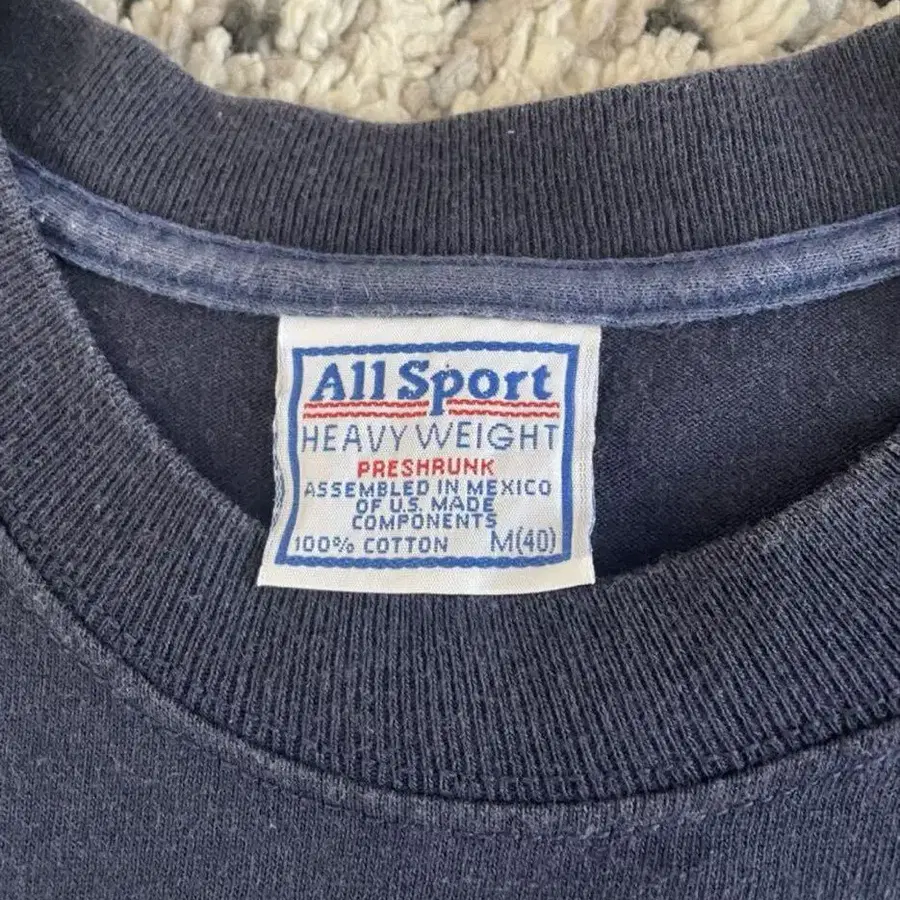 All Sport
HEAVY WEIGHT
PRESHRUNK
ASSEMBLED IN MEXICO
OF U.S. MADE
COMPONENTS
100% COTTON M(40)